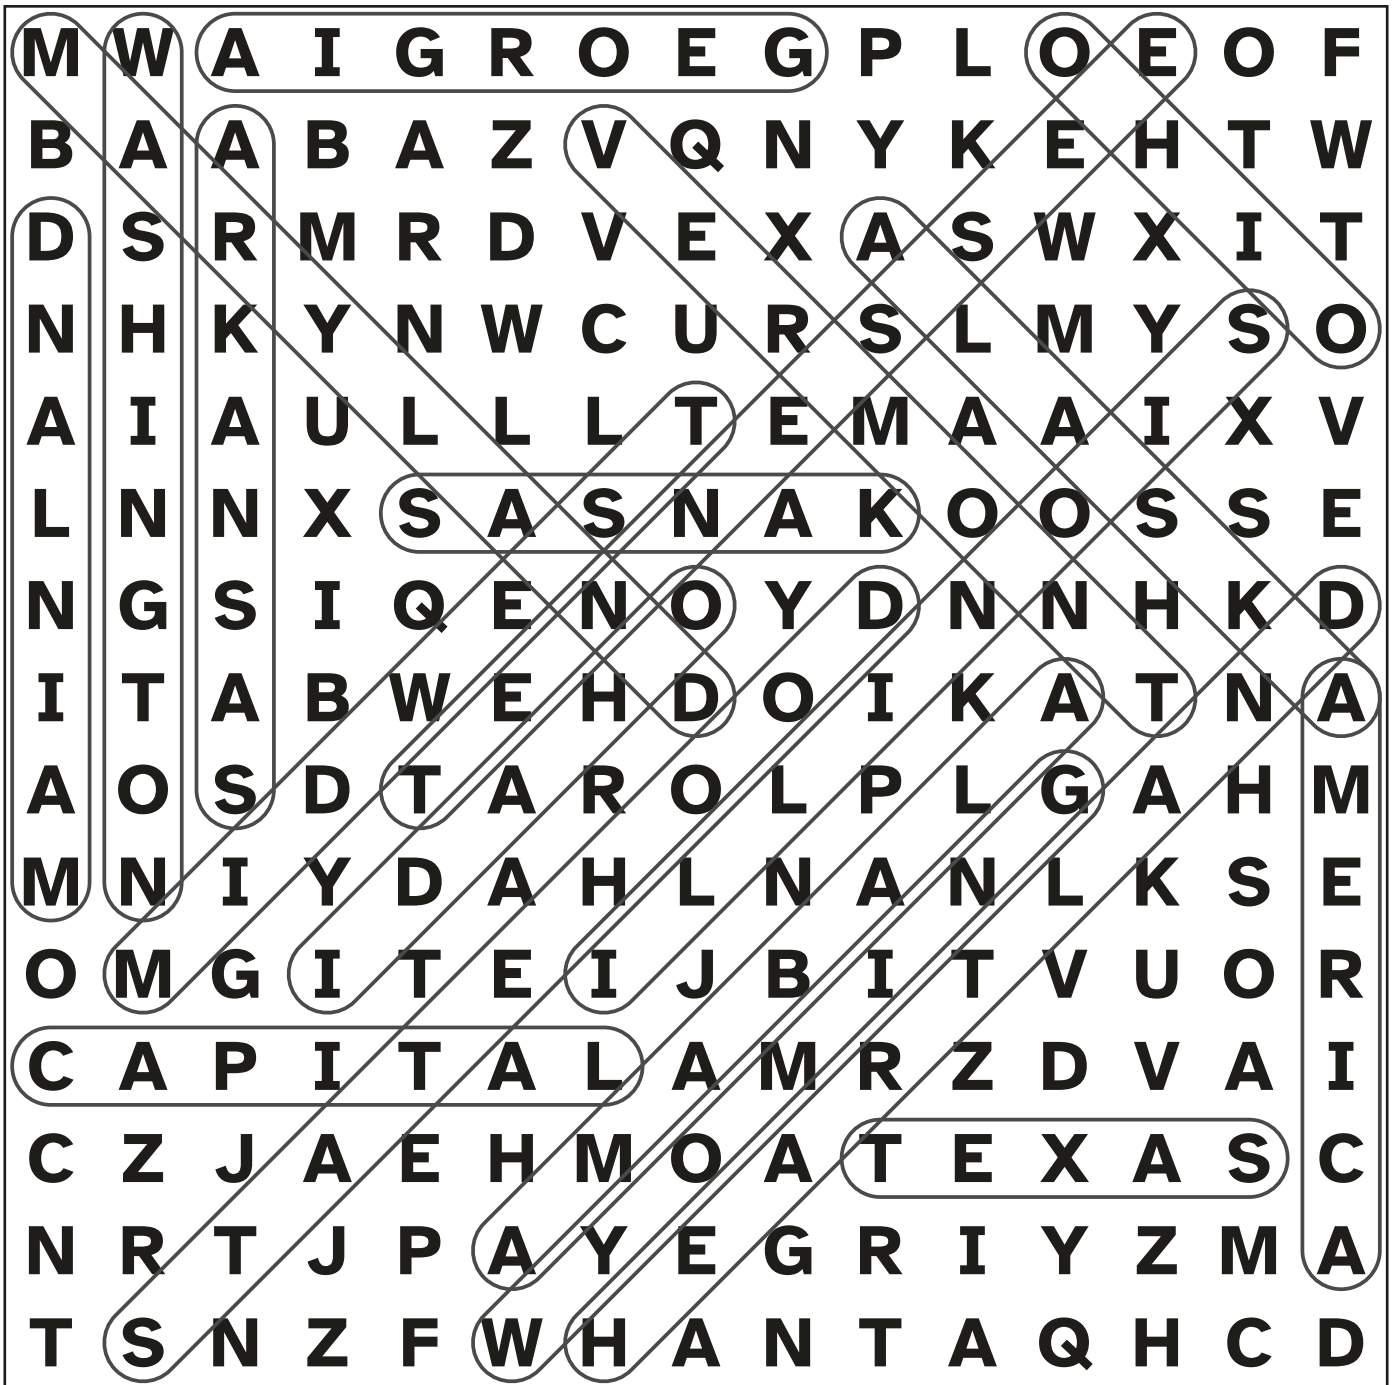 M W A I G R O E G P L O E O F
B A A B A Z V Q N Y K E H T W
D S R M R D V E X A S W X I T
N H K Y N W C U R S L M Y S O
A I A U L L L T E M A A I X V
L N N X S A S N A K O O S S E
N G S I Q E N O Y D N N H K D
I T A B W E H D O I K A T N A
A O S D T A R O L P L G A H M
M N I Y D A H L N A N L K S E
O M G I T E I J B I T V U O R
C A P I T A L A M R Z D V A I
C Z J A E H M O A T E X A S C
N R T J P A Y E G R I Y Z M A
T S N Z F W H A N T A Q H C D